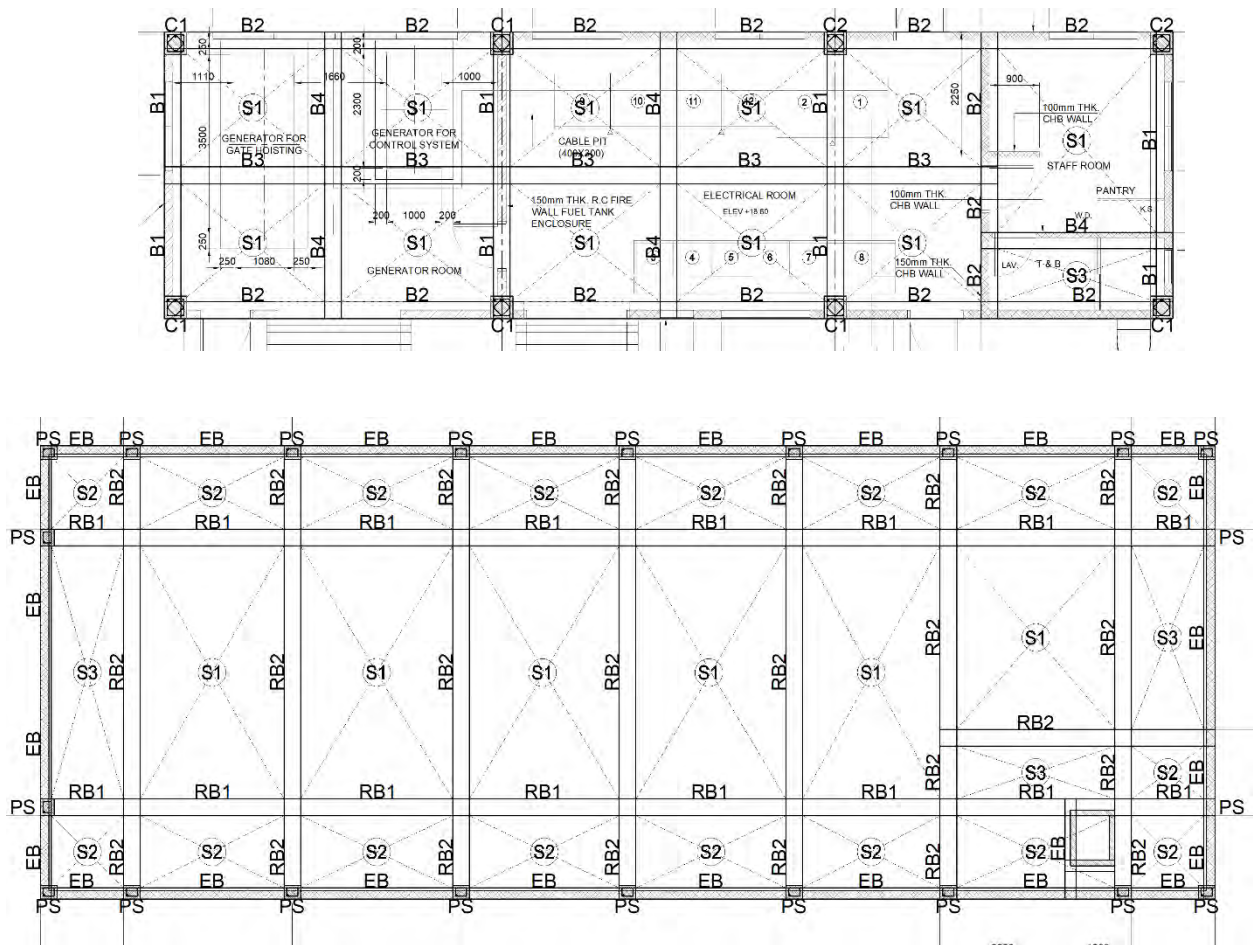 C1 C1 C2 C2
B2 B2 B2 B2 B2 B2
250 200
1110 1660 1000 900
B1 B4 B1 B4 B1 B2 B1
3500 2300 2250
S1 S1 S1 S1 S1 S1
10 11 12 2 1
100mm THK.
CHB WALL
GENERATOR FOR
GATE HOISTING
GENERATOR FOR
CONTROL SYSTEM
CABLE PIT
(400X300)
B3 B3 B3 B3
STAFF ROOM
200
PANTRY
150mm THK. R.C FIRE
WALL FUEL TANK
ENCLOSURE
ELECTRICAL ROOM
ELEV +18.60
100mm THK.
CHB WALL
W.D.
K.S
200 1000 200
B1 B4 B1 B4 B1 B2 B4
250
S1 S1 S1 S1 S1
4 5 6 7 8
150mm THK
CHB WALL
LAV. T & B
S3
B2 B1
250 1080 250
GENERATOR ROOM
B2 B2 B2 B2 B2 B2
C1 C1 C1 C1
PS EB PS EB PS EB PS EB PS EB PS EB PS EB PS EB PS
EB RB2 RB2 RB2 RB2 RB2 RB2 RB2 EB
S2 S2 S2 S2 S2 S2 S2 S2
RB1 RB1 RB1 RB1 RB1 RB1 RB1 RB1
PS PS
EB RB2 S1 RB2 S3 EB
S3 RB2 S1 RB2 S1 RB2 S1 RB2 S1 RB2 S1
EB RB2
S3 RB2 S2 EB
RB2
RB1 RB1 RB1 RB1 RB1 RB1 RB1 RB1
PS PS
EB S2 RB2 S2 RB2 S2 RB2 S2 RB2 S2 RB2 S2 RB2 S2 EB RB2 S2 EB
EB EB EB EB EB EB EB EB
PS PS PS PS PS PS PS PS